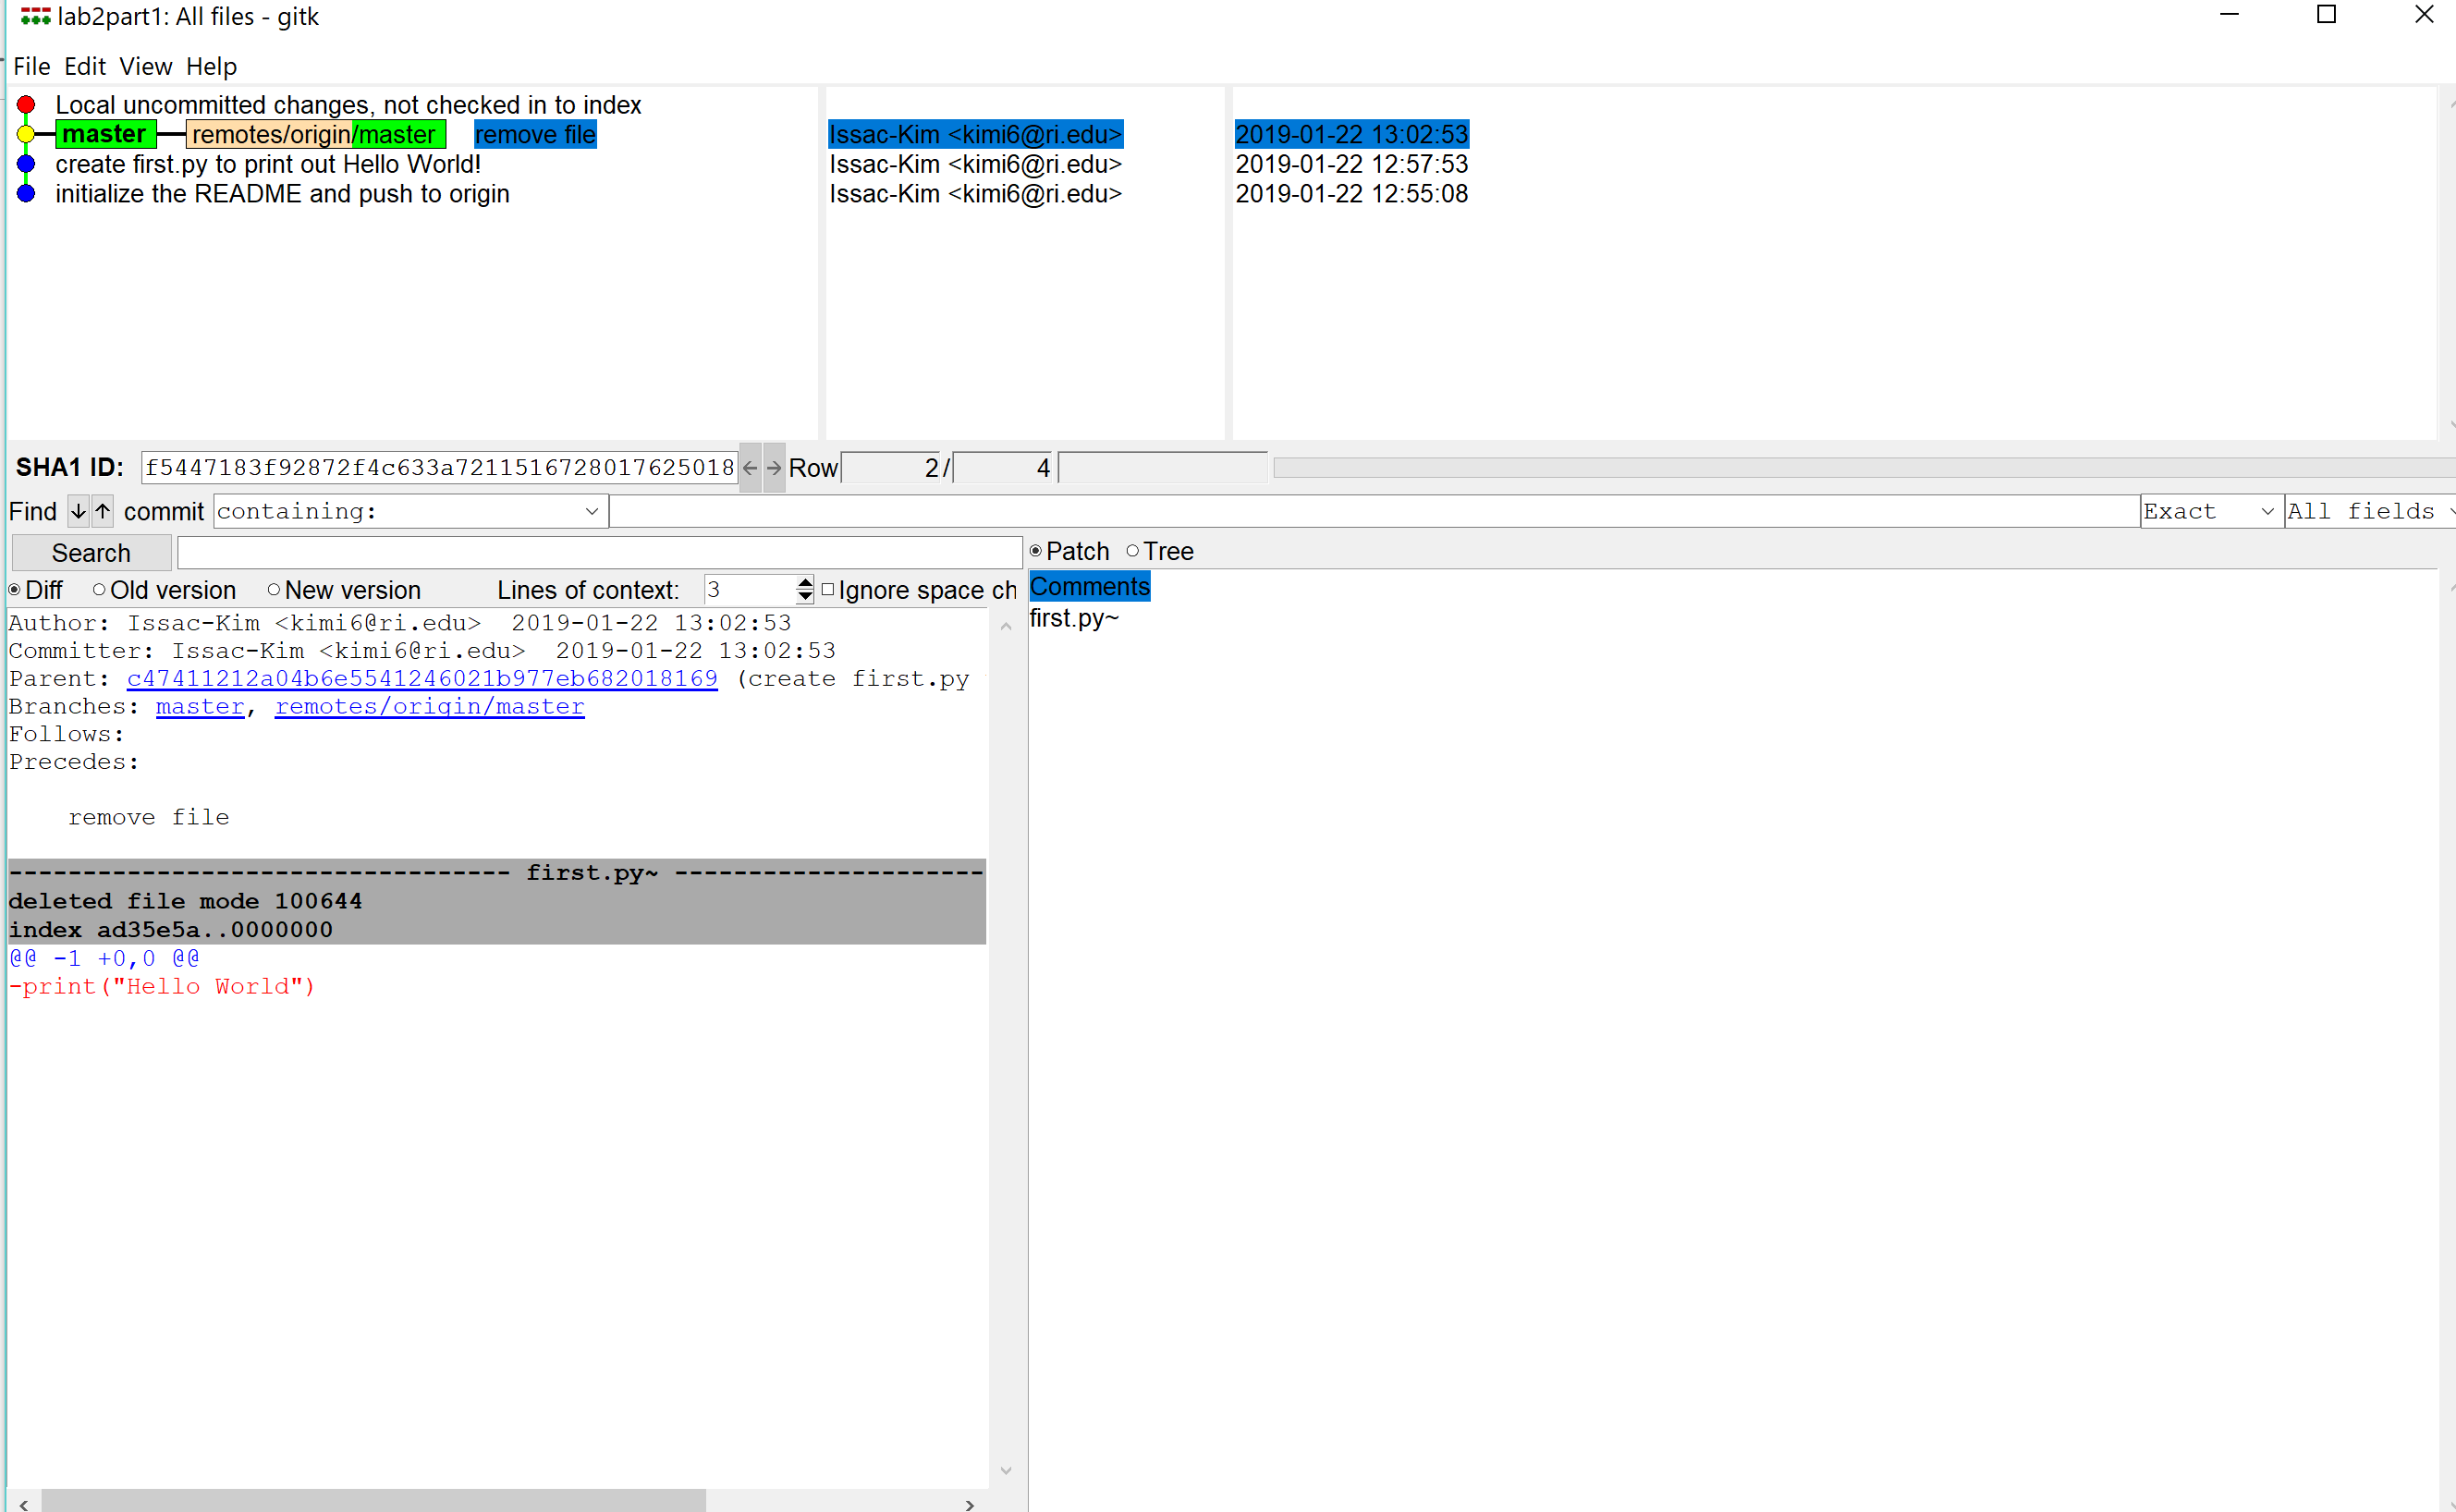 lab2part1: All files - gitk
File Edit View Help
Local uncommitted changes, not checked in to index
master remotes/origin/master remove file Issac-Kim <kimi6@ri.edu> 2019-01-22 13:02:53
create first.py to print out Hello World! Issac-Kim <kimi6@ri.edu> 2019-01-22 12:57:53
initialize the README and push to origin Issac-Kim <kimi6@ri.edu> 2019-01-22 12:55:08
SHA1 ID: f5447183f92872f4c633a7211516728017625018 ← → Row 2 / 4
Find ↓ ↑ commit containing: Exact All fields
Search Patch Tree
Diff Old version New version Lines of context: 3 Ignore space ch
Comments
first.py~
Author: Issac-Kim <kimi6@ri.edu> 2019-01-22 13:02:53
Committer: Issac-Kim <kimi6@ri.edu> 2019-01-22 13:02:53
Parent: c47411212a04b6e5541246021b977eb682018169 (create first.py
Branches: master, remotes/origin/master
Follows:
Precedes:
remove file
---------------------------------- first.py~ ---------------------
deleted file mode 100644
index ad35e5a..0000000
@@ -1 +0,0 @@
-print("Hello World")